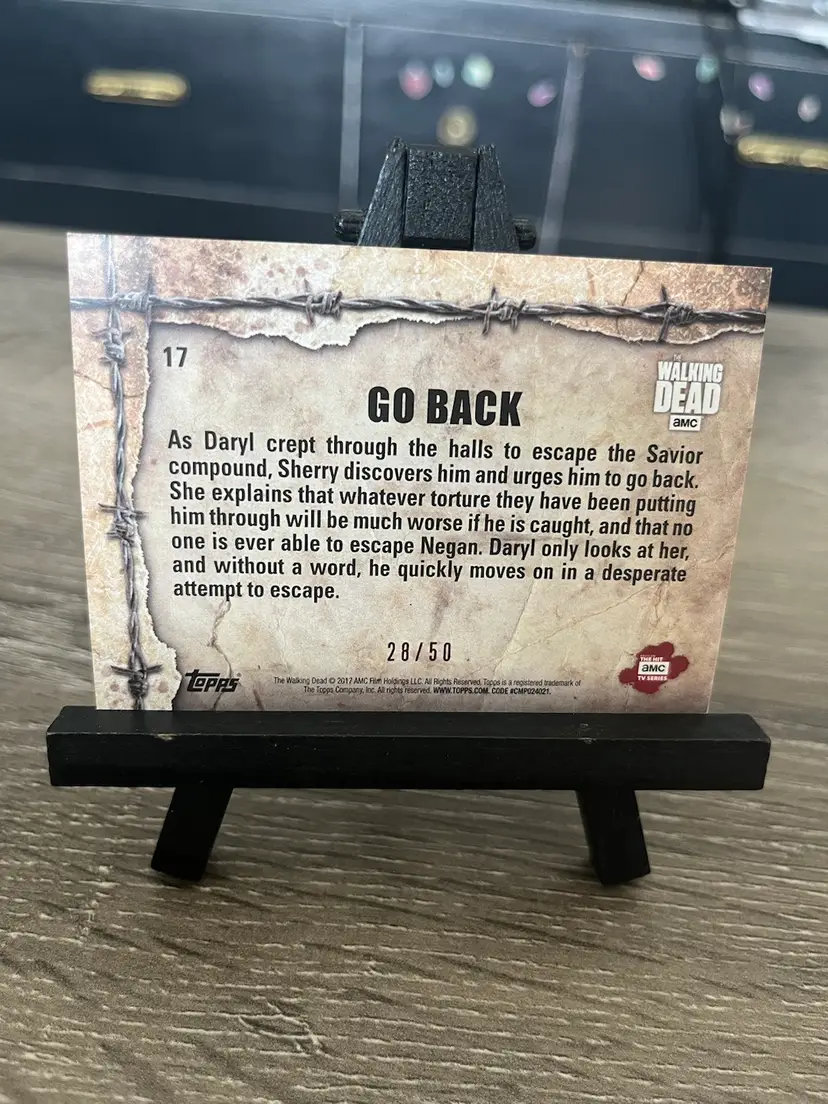 17
THE
WALKING
DEAD
aMC
GO BACK
As Daryl crept through the halls to escape the Savior
compound, Sherry discovers him and urges him to go back.
She explains that whatever torture they have been putting
him through will be much worse if he is caught, and that no
one is ever able to escape Negan. Daryl only looks at her,
and without a word, he quickly moves on in a desperate
attempt to escape.
28/50
THE HIT
aMC
TV SERIES
Topps
The Walking Dead © 2017 AMC Film Holdings LLC. All Rights Reserved. Topps is a registered trademark of
The Topps Company, Inc. All rights reserved. WWW.TOPPS.COM. CODE #CMP024021.